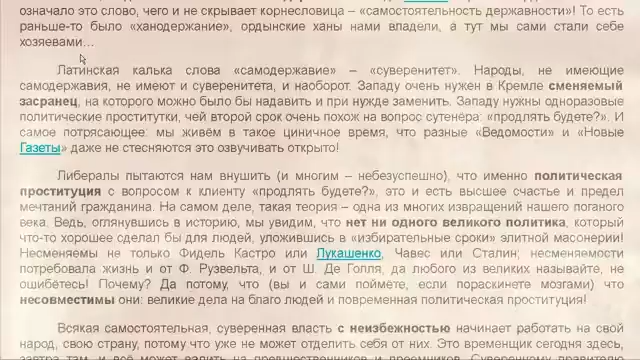 означало это слово, чего и не скрывает корнесловица – «самостоятельность державности»! То есть
раньше-то было «ханодержание», ордынские ханы нами владели, а тут мы сами стали себе
хозяевами…
Латинская калька слова «самодержавие» – «суверенитет». Народы, не имеющие
самодержавия, не имеют и суверенитета, и наоборот. Западу очень нужен в Кремле сменяемый
засранец, на которого можно было бы надавить и при нужде заменить. Западу нужны одноразовые
политические проститутки, чей второй срок очень похож на вопрос сутенёра: «продлять будете?». И
самое потрясающее: мы живём в такое циничное время, что разные «Ведомости» и «Новые
Газеты» даже не стесняются это озвучивать открыто!
Либералы пытаются нам внушить (и многим – небезуспешно), что именно политическая
проституция с вопросом к клиенту «продлять будете?», это и есть высшее счастье и предел
мечтаний гражданина. На самом деле, такая теория – одна из многих извращений нашего поганого
века. Ведь, оглянувшись в историю, мы увидим, что нет ни одного великого политика, который
что-то хорошее сделал бы для людей, уложившись в «избирательные сроки» элитной масонерии!
Несменяемы не только Фидель Кастро или Лукашенко, Чавес или Сталин; несменяемости
потребовала жизнь и от Ф. Рузвельта, и от Ш. Де Голля, да любого из великих называйте, не
ошибётесь! Почему? Да потому, что (вы и сами поймёте, если пораскинете мозгами) что
несовместимы они: великие дела на благо людей и повременная политическая проституция!
Всякая самостоятельная, суверенная власть с неизбежностью начинает работать на свой
народ, свою страну, потому что уже не может отделить себя от них. Это временщик сегодня здесь,
завтра там, и всё может валить на предшественников и преемников. Суверенному правителю